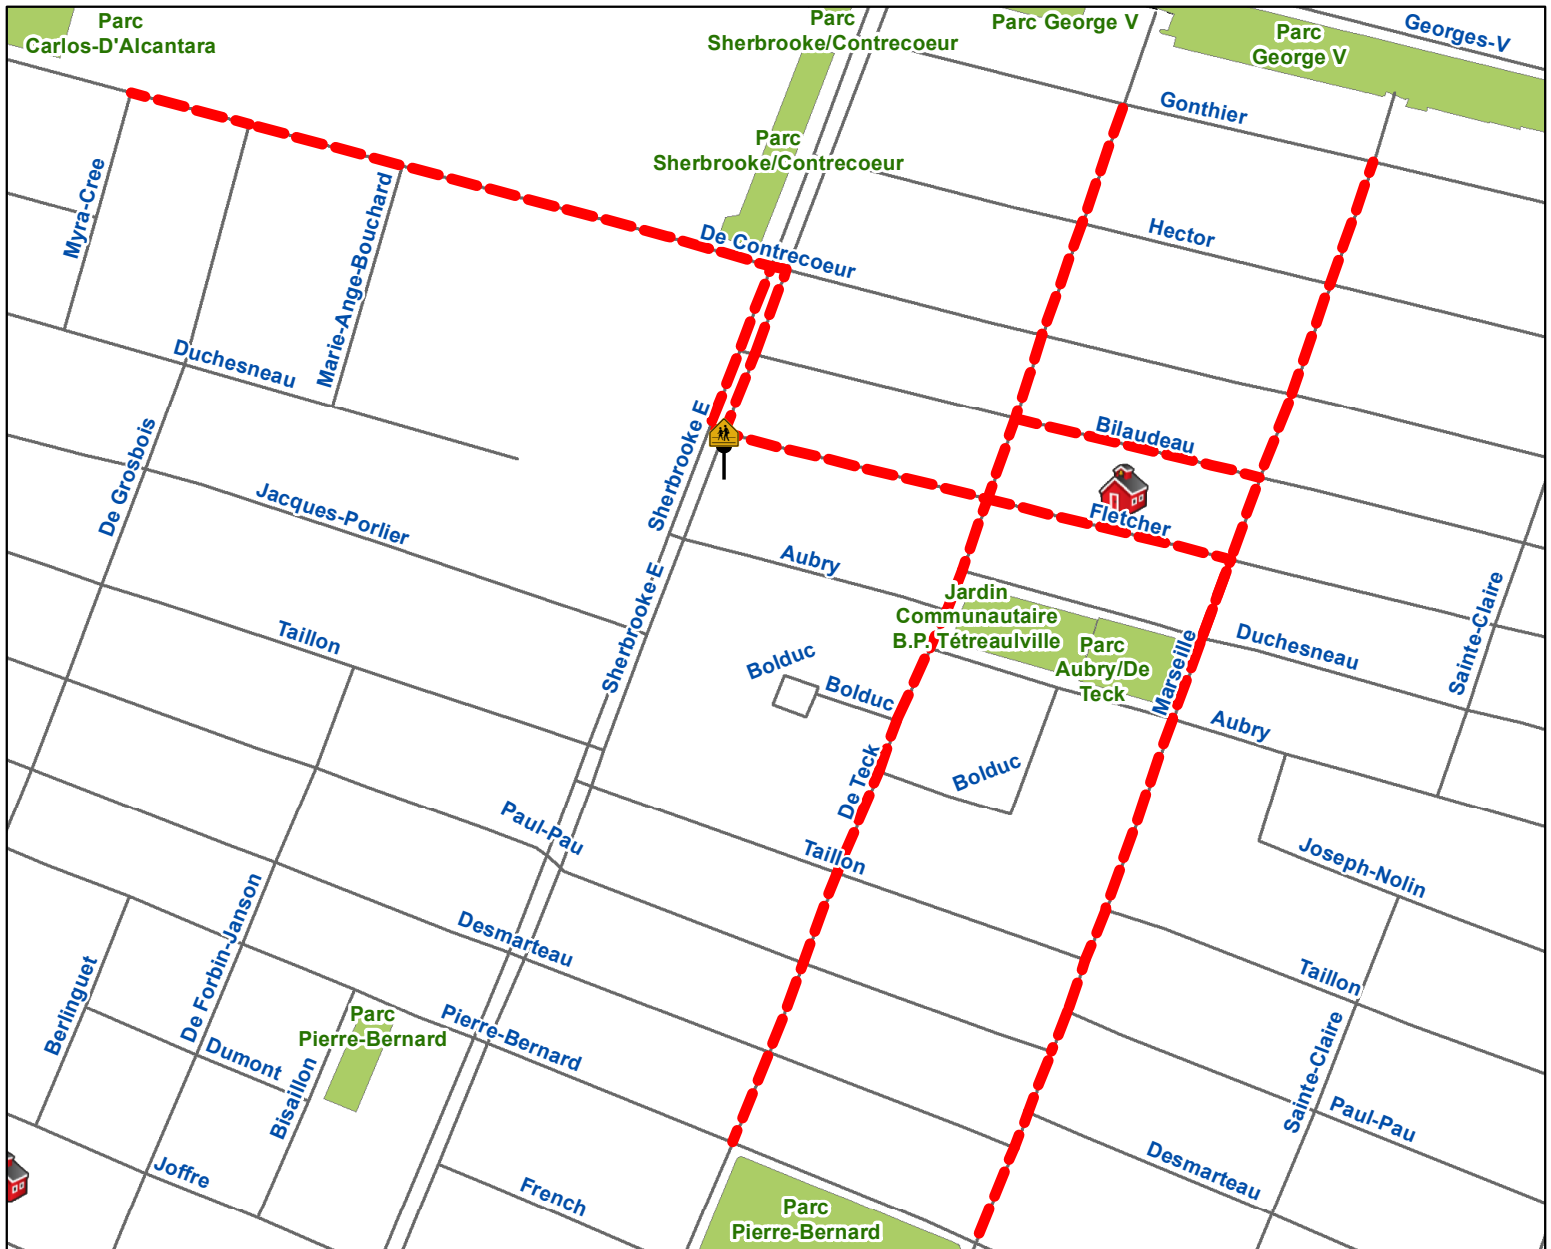 Parc
Carlos-D'Alcantara
Parc
Sherbrooke/Contrecoeur
Parc George V
Parc
George V
Georges-V
Gonthier
Parc
Sherbrooke/Contrecoeur
Myra-Cree
Marie-Ange-Bouchard
De Contrecoeur
Hector
Duchesneau
De Grosbois
Sherbrooke E
Bilaudeau
Jacques-Porlier
Fletcher
Aubry
Sherbrooke E
Jardin
Communautaire
B.P. Tétreaulville
Parc
Aubry/De
Teck
Marseille
Duchesneau
Sainte-Claire
Taillon
Bolduc
Bolduc
Aubry
De Teck
Bolduc
Paul-Pau
Taillon
Joseph-Nolin
De Forbin-Janson
Desmarteau
Berlinguet
Taillon
Parc
Pierre-Bernard
Pierre-Bernard
Dumont
Bisaillon
Sainte-Claire
Paul-Pau
Joffre
French
Desmarteau
Parc
Pierre-Bernard